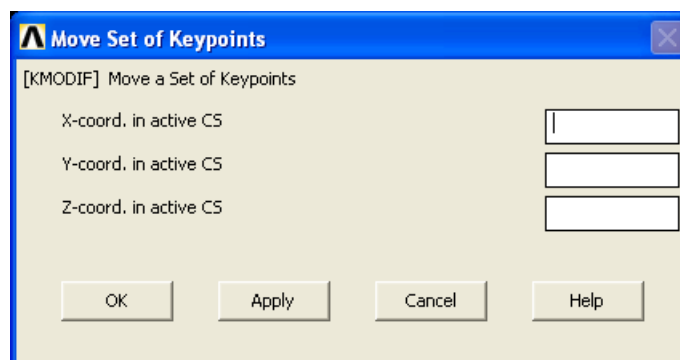 Move Set of Keypoints
[KMODIF] Move a Set of Keypoints
X-coord. in active CS
Y-coord. in active CS
Z-coord. in active CS
OK Apply Cancel Help